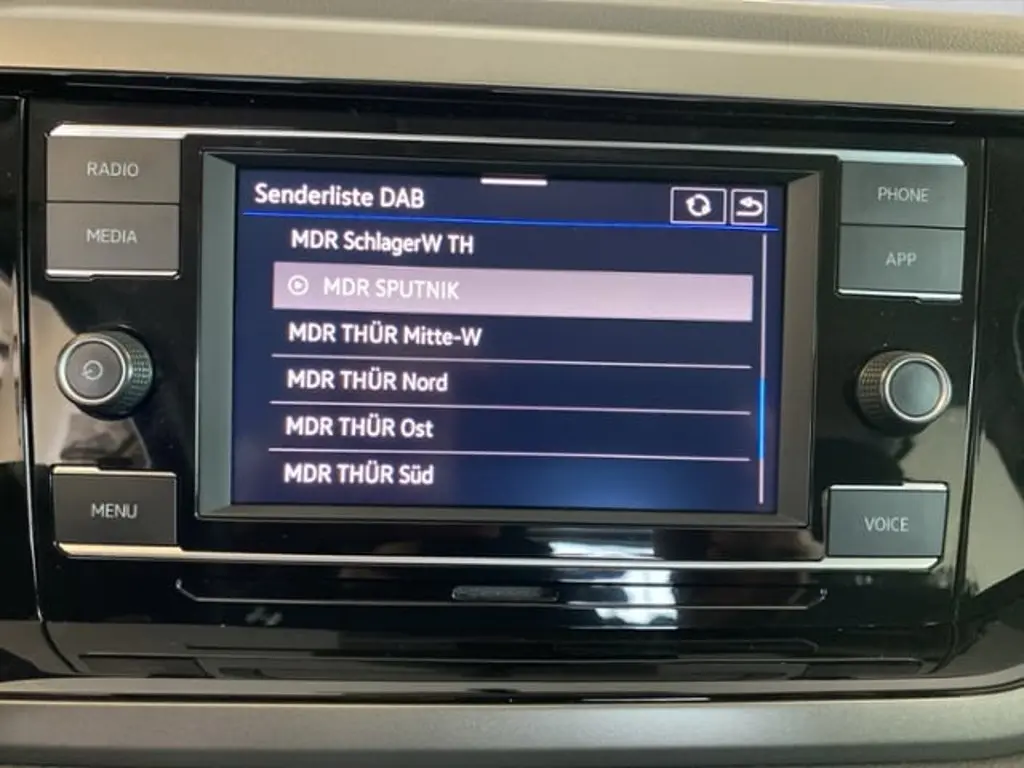 RADIO
MEDIA
MENU
Senderliste DAB
MDR SchlagerW TH
MDR SPUTNIK
MDR THÜR Mitte-W
MDR THÜR Nord
MDR THÜR Ost
MDR THÜR Süd
PHONE
APP
VOICE